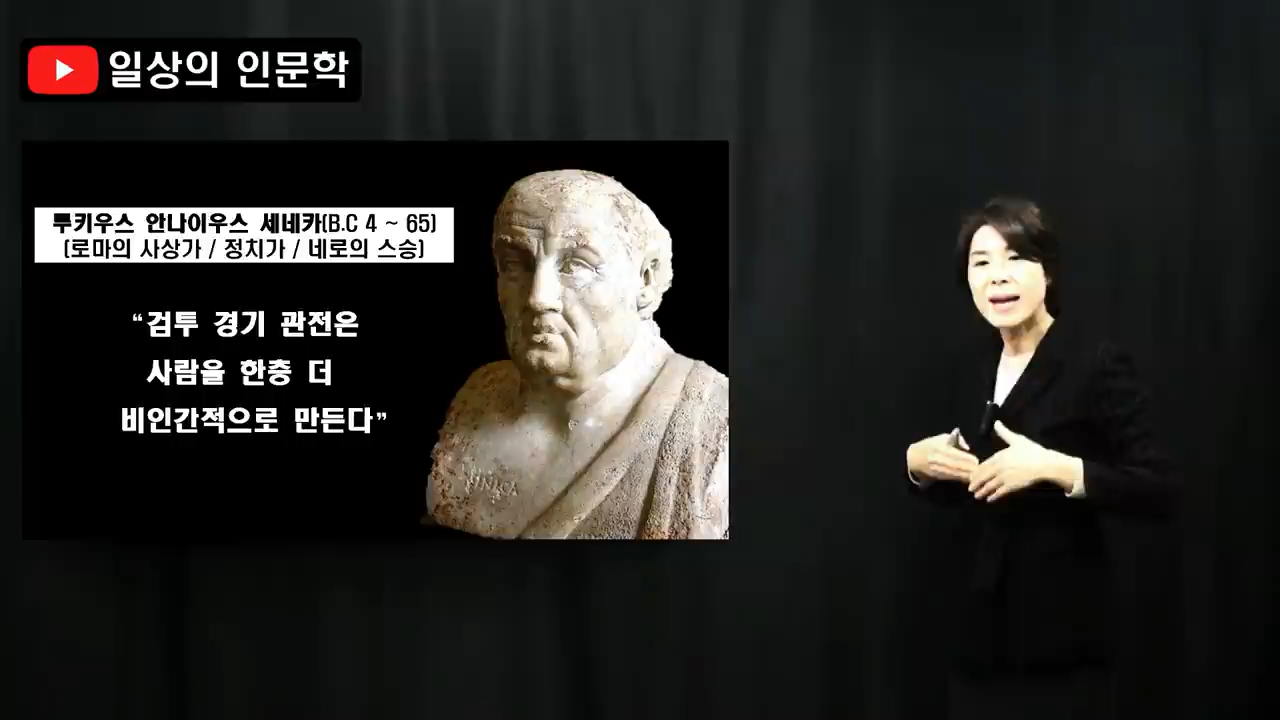 일상의 인문학
루키우스 안나이우스 세네카(B.C 4 ~ 65)
(로마의 사상가 / 정치가 / 네로의 스승)
“검투 경기 관전은
사람을 한층 더
비인간적으로 만든다”